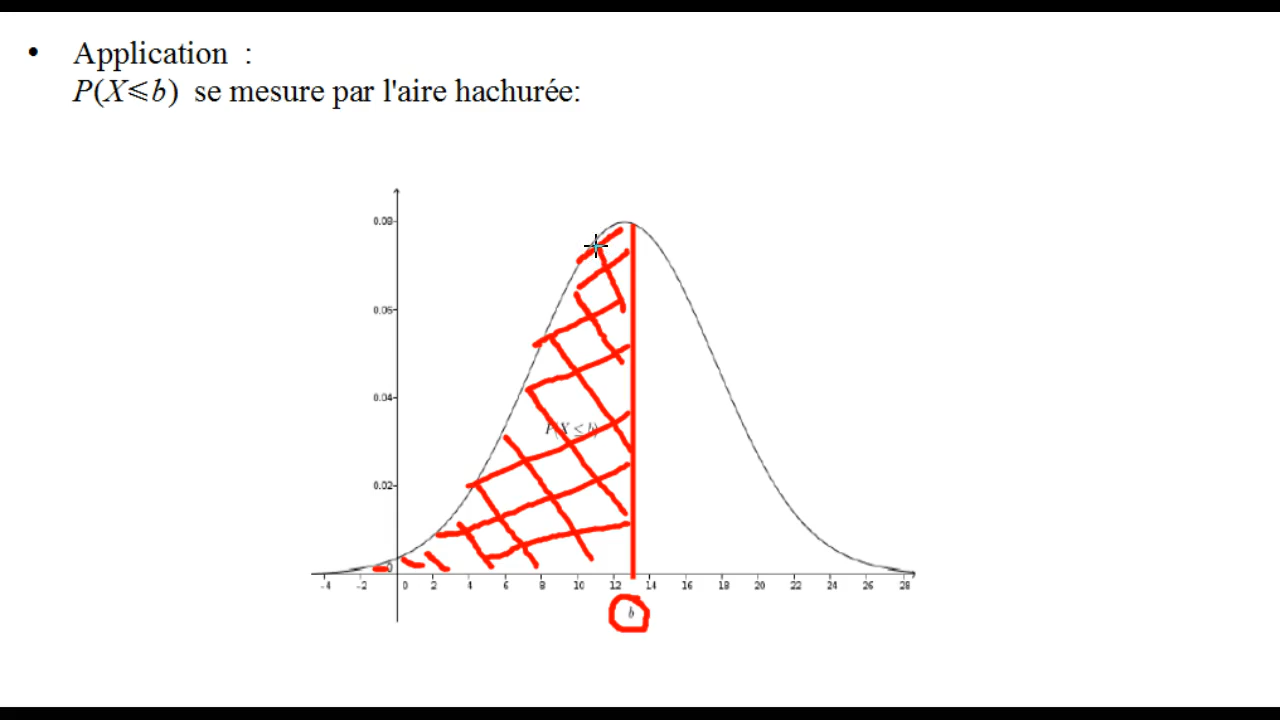 • Application :
P(X⩽b) se mesure par l'aire hachurée:
0.08
0.06
0.04
P(X ≤ b)
0.02
0
-4 -2 0 2 4 6 8 10 12 14 16 18 20 22 24 26 28
b